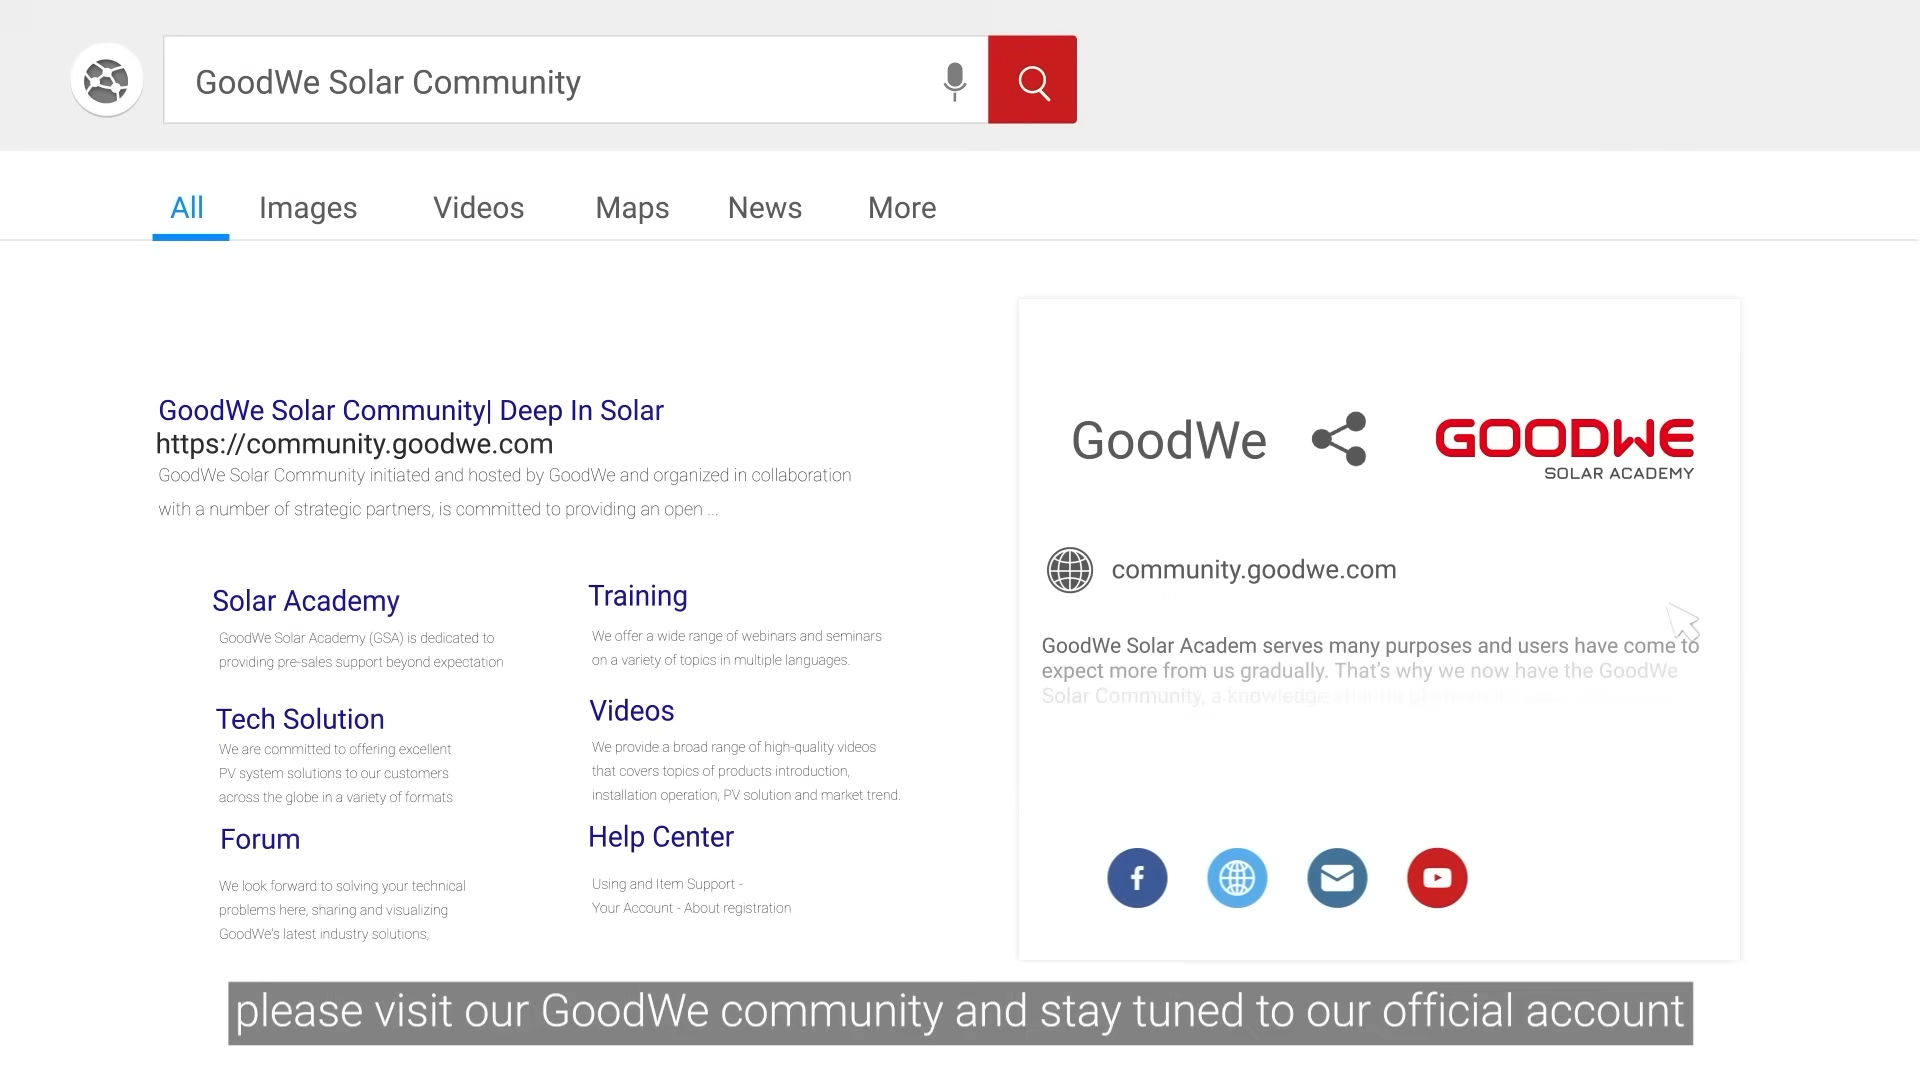 GoodWe Solar Community
All Images Videos Maps News More
GoodWe Solar Community| Deep In Solar
https://community.goodwe.com
GoodWe Solar Community initiated and hosted by GoodWe and organized in collaboration
with a number of strategic partners, is committed to providing an open ...
Solar Academy
GoodWe Solar Academy (GSA) is dedicated to
providing pre-sales support beyond expectation
Training
We offer a wide range of webinars and seminars
on a variety of topics in multiple languages.
Tech Solution
We are committed to offering excellent
PV system solutions to our customers
across the globe in a variety of formats
Videos
We provide a broad range of high-quality videos
that covers topics of products introduction,
installation operation, PV solution and market trend.
Forum
We look forward to solving your technical
problems here, sharing and visualizing
GoodWe's latest industry solutions,
Help Center
Using and Item Support -
Your Account - About registration
GoodWe
GOODWE
SOLAR ACADEMY
community.goodwe.com
GoodWe Solar Academ serves many purposes and users have come to
expect more from us gradually. That's why we now have the GoodWe
Solar Community, a knowledge
please visit our GoodWe community and stay tuned to our official account